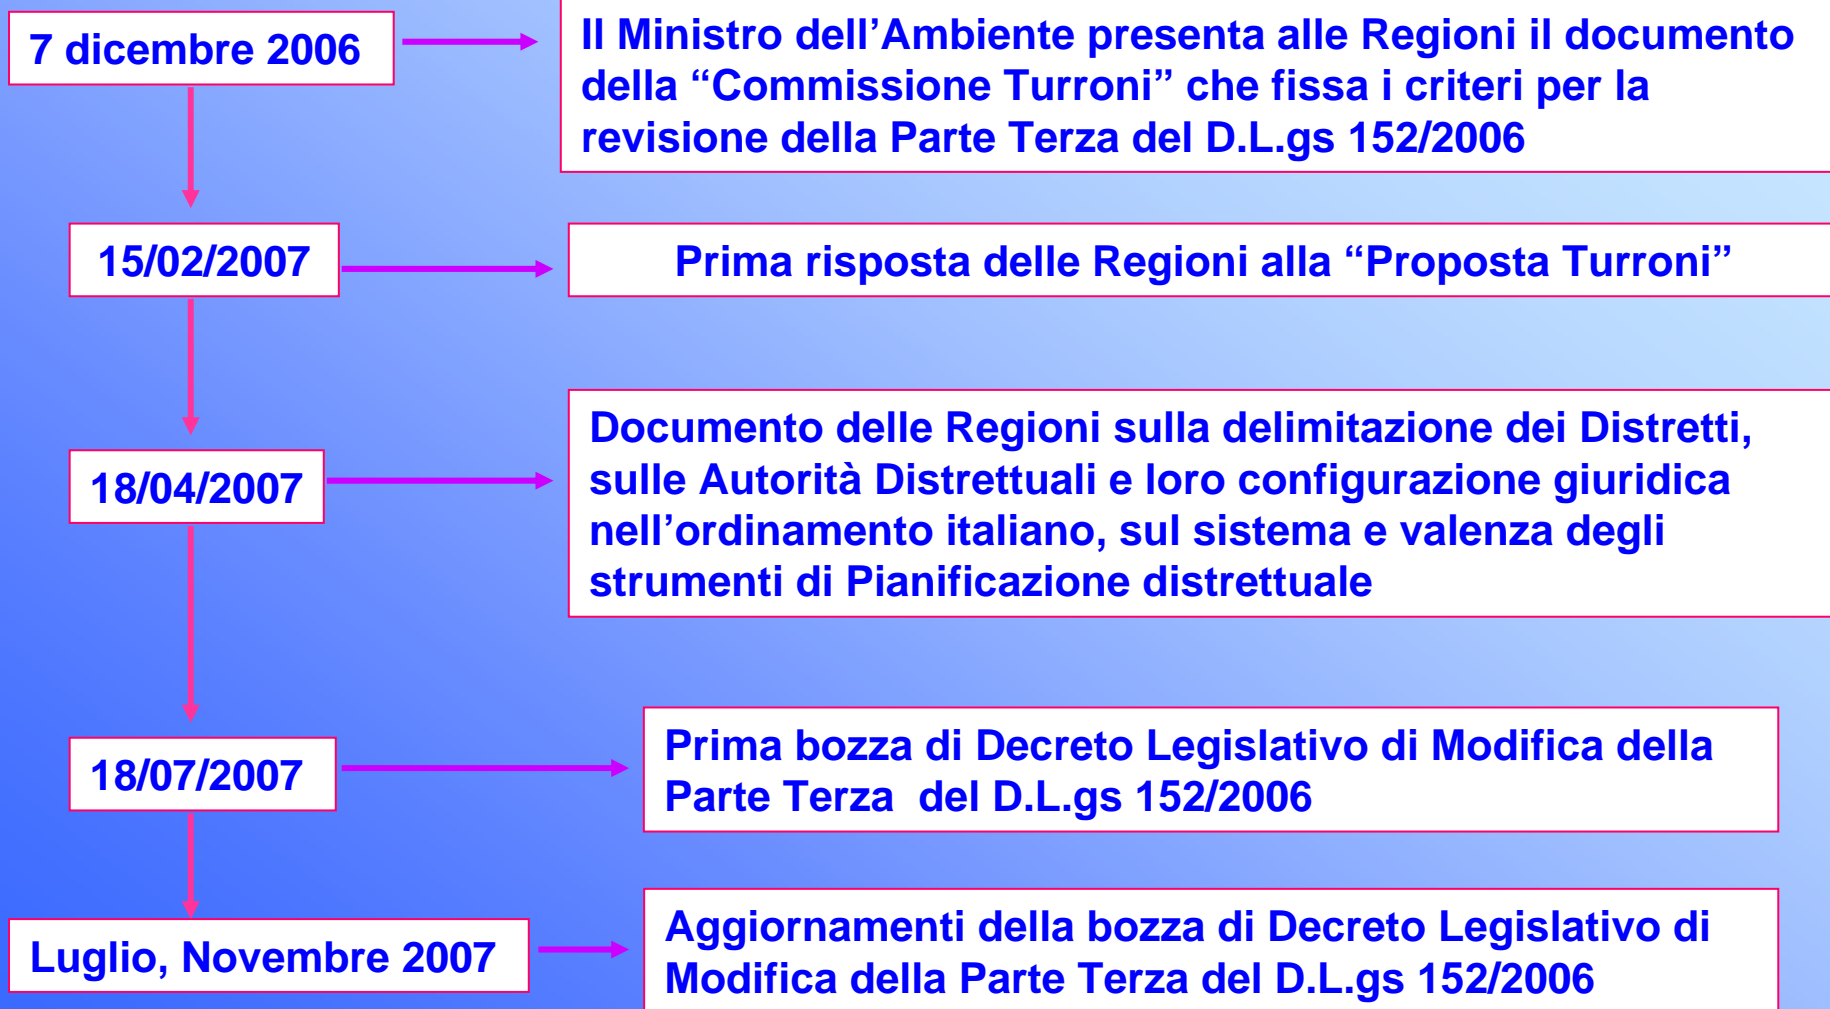 7 dicembre 2006
Il Ministro dell’Ambiente presenta alle Regioni il documento
della “Commissione Turroni” che fissa i criteri per la
revisione della Parte Terza del D.L.gs 152/2006
15/02/2007
Prima risposta delle Regioni alla “Proposta Turroni”
18/04/2007
Documento delle Regioni sulla delimitazione dei Distretti,
sulle Autorità Distrettuali e loro configurazione giuridica
nell’ordinamento italiano, sul sistema e valenza degli
strumenti di Pianificazione distrettuale
18/07/2007
Prima bozza di Decreto Legislativo di Modifica della
Parte Terza  del D.L.gs 152/2006
Luglio, Novembre 2007
Aggiornamenti della bozza di Decreto Legislativo di
Modifica della Parte Terza del D.L.gs 152/2006